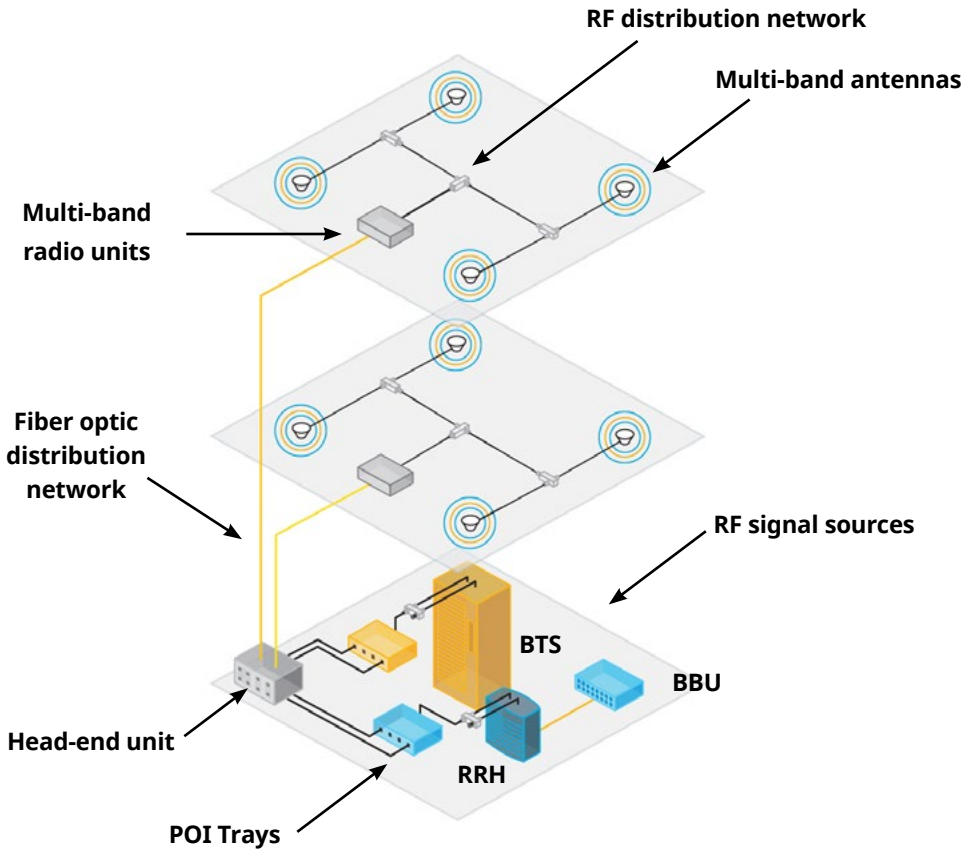 RF distribution network
Multi-band antennas
Multi-band
radio units
Fiber optic
distribution
network
RF signal sources
BTS
BBU
Head-end unit
RRH
POI Trays